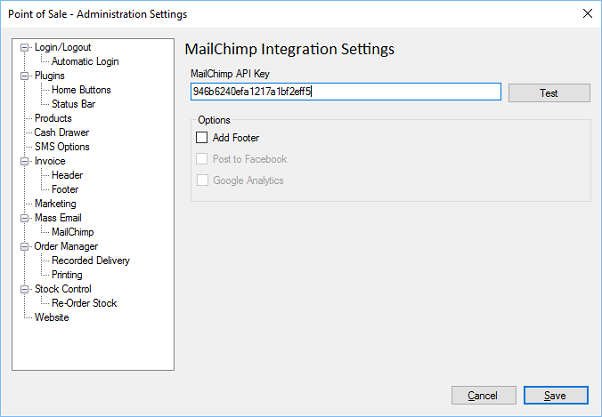 Point of Sale - Administration Settings
Login/Logout
Automatic Login
Plugins
Home Buttons
Status Bar
Products
Cash Drawer
SMS Options
Invoice
Header
Footer
Marketing
Mass Email
MailChimp
Order Manager
Recorded Delivery
Printing
Stock Control
Re-Order Stock
Website
MailChimp Integration Settings
MailChimp API Key
946b6240efa1217a1bf2eff5
Test
Options
Add Footer
Post to Facebook
Google Analytics
Cancel
Save